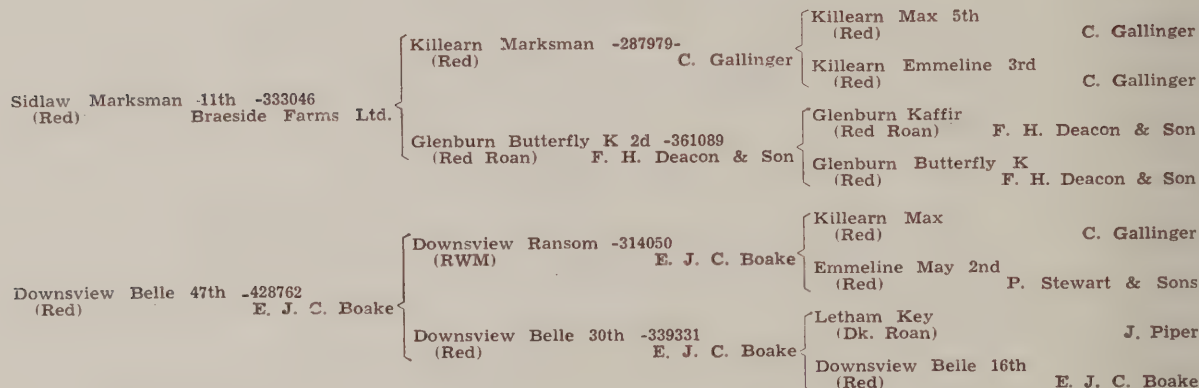 Sidlaw Marksman -11th -333046
(Red) Braeside Farms Ltd.
Killearn Marksman -287979-
(Red) C. Gallinger
Killearn Max 5th
(Red) C. Gallinger
Killearn Emmeline 3rd
(Red) C. Gallinger
Glenburn Butterfly K 2d -361089
(Red Roan) F. H. Deacon & Son
Glenburn Kaffir
(Red Roan) F. H. Deacon & Son
Glenburn Butterfly K
(Red) F. H. Deacon & Son
Downsview Belle 47th -428762
(Red) E. J. C. Boake
Downsview Ransom -314050
(RWM) E. J. C. Boake
Killearn Max
(Red) C. Gallinger
Emmeline May 2nd
(Red) P. Stewart & Sons
Downsview Belle 30th -339331
(Red) E. J. C. Boake
Letham Key
(Dk. Roan) J. Piper
Downsview Belle 16th
(Red) E. J. C. Boake